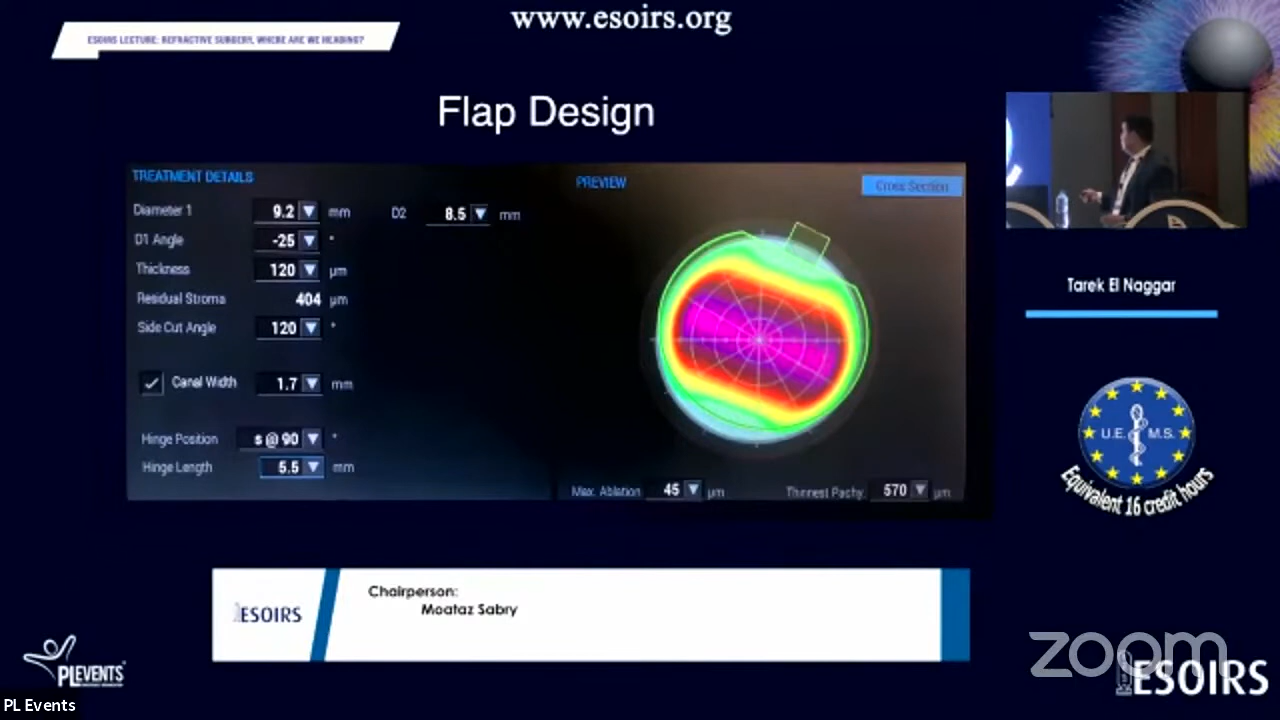 www.esoirs.org
ESOIRS LECTURE: REFRACTIVE SURGERY, WHERE ARE WE HEADING?
Flap Design
TREATMENT DETAILS
PREVIEW
Cross Section
Diameter 1 9.2 mm D2 8.5 mm
D1 Angle -25 °
Thickness 120 µm
Residual Stroma 404 µm
Side Cut Angle 120 °
Canal Width 1.7 mm
Hinge Position s @ 90 °
Hinge Length 5.5 mm
Max. Ablation 45 µm
Thinnest Pachy. 570 µm
Tarek El Naggar
U.E. M.S.
Equivalent 16 credit hours
ESOIRS
Chairperson:
Moataz Sabry
zoom
ESOIRS
PLEVENTS
PL Events